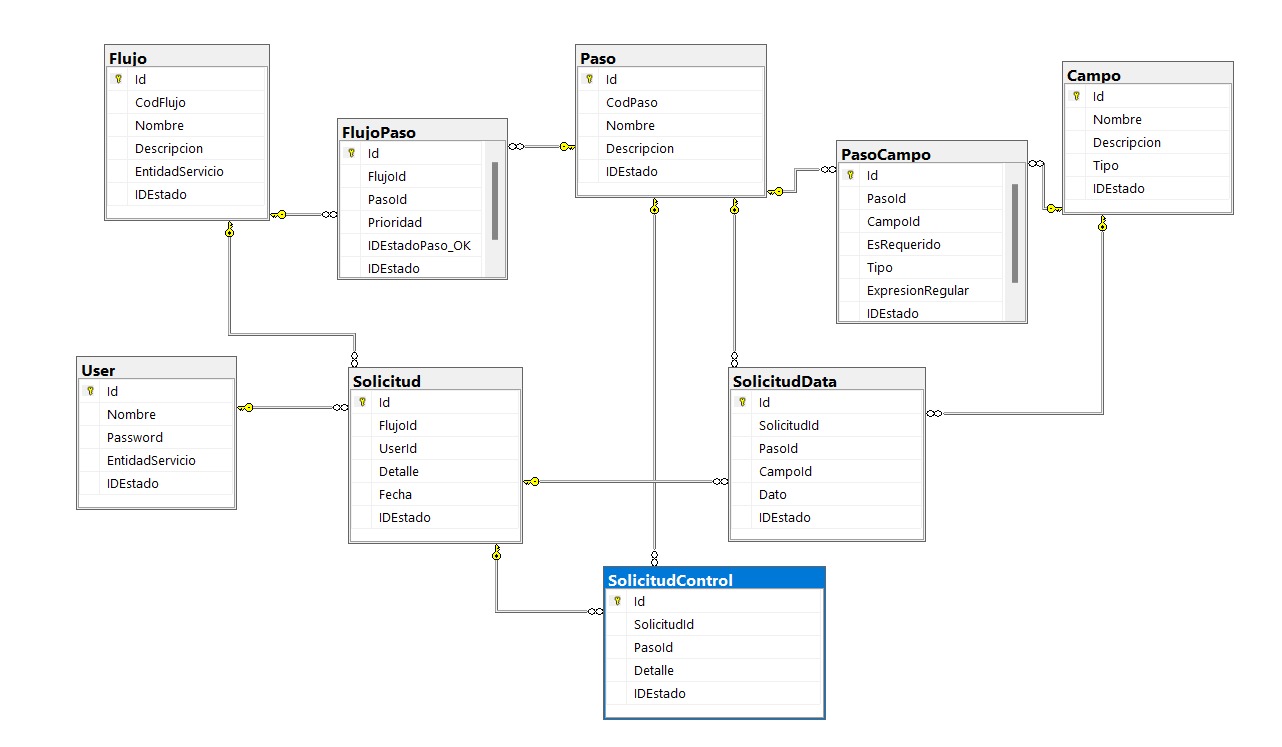 Flujo
Id
CodFlujo
Nombre
Descripcion
EntidadServicio
IDEstado
FlujoPaso
Id
FlujoId
PasoId
Prioridad
IDEstadoPaso_OK
IDEstado
Paso
Id
CodPaso
Nombre
Descripcion
IDEstado
PasoCampo
Id
PasoId
CampoId
EsRequerido
Tipo
ExpresionRegular
IDEstado
Campo
Id
Nombre
Descripcion
Tipo
IDEstado
User
Id
Nombre
Password
EntidadServicio
IDEstado
Solicitud
Id
FlujoId
UserId
Detalle
Fecha
IDEstado
SolicitudData
Id
SolicitudId
PasoId
CampoId
Dato
IDEstado
SolicitudControl
Id
SolicitudId
PasoId
Detalle
IDEstado